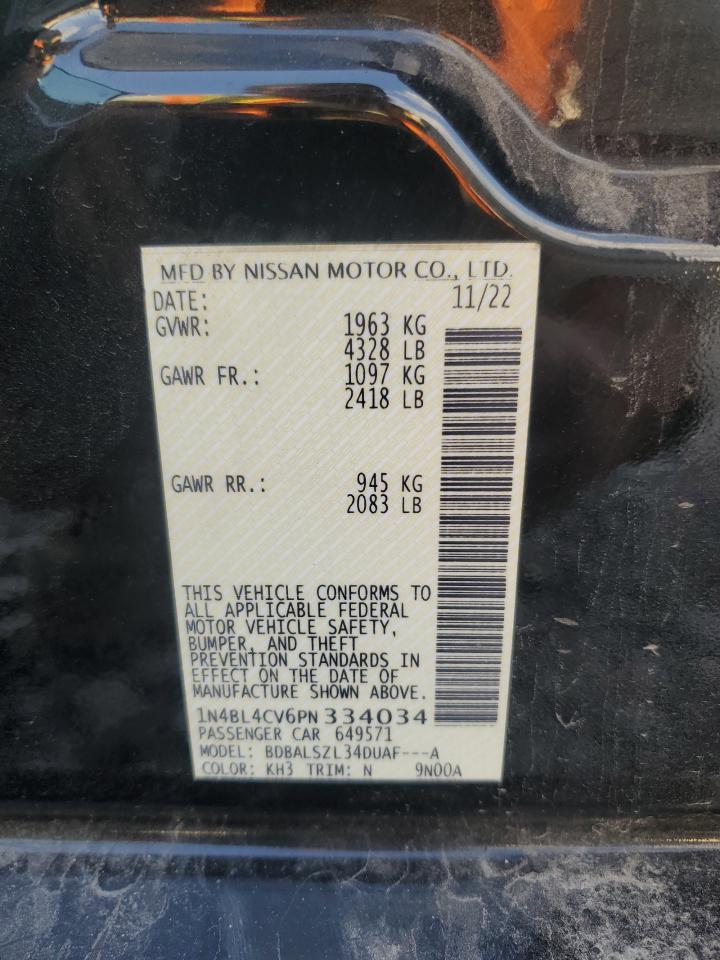 MFD BY NISSAN MOTOR CO., LTD.
DATE: 11/22
GVWR: 1963 KG
4328 LB
GAWR FR.: 1097 KG
2418 LB
GAWR RR.: 945 KG
2083 LB
THIS VEHICLE CONFORMS TO
ALL APPLICABLE FEDERAL
MOTOR VEHICLE SAFETY,
BUMPER, AND THEFT
PREVENTION STANDARDS IN
EFFECT ON THE DATE OF
MANUFACTURE SHOWN ABOVE.
1N4BL4CV6PN334034
PASSENGER CAR 649571
MODEL: BDBALSZL34DUAF---A
COLOR: KH3 TRIM: N 9N00A